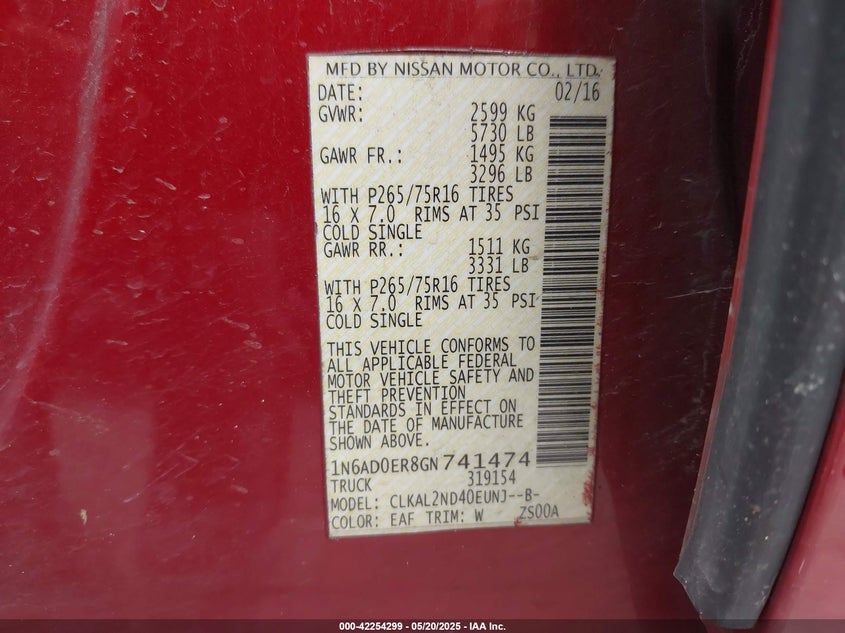 MFD BY NISSAN MOTOR CO., LTD.
DATE: 02/16
GVWR: 2599 KG
5730 LB
GAWR FR.: 1495 KG
3296 LB
WITH P265/75R16 TIRES
16 X 7.0 RIMS AT 35 PSI
COLD SINGLE
GAWR RR.: 1511 KG
3331 LB
WITH P265/75R16 TIRES
16 X 7.0 RIMS AT 35 PSI
COLD SINGLE
THIS VEHICLE CONFORMS TO
ALL APPLICABLE FEDERAL
MOTOR VEHICLE SAFETY AND
THEFT PREVENTION
STANDARDS IN EFFECT ON
THE DATE OF MANUFACTURE
SHOWN ABOVE.
1N6AD0ER8GN741474
TRUCK 319154
MODEL: CLKAL2ND40EUNJ--B-
COLOR: EAF TRIM: W ZS00A
1-000-42254299 - 05/20/2025 - IAA Inc.